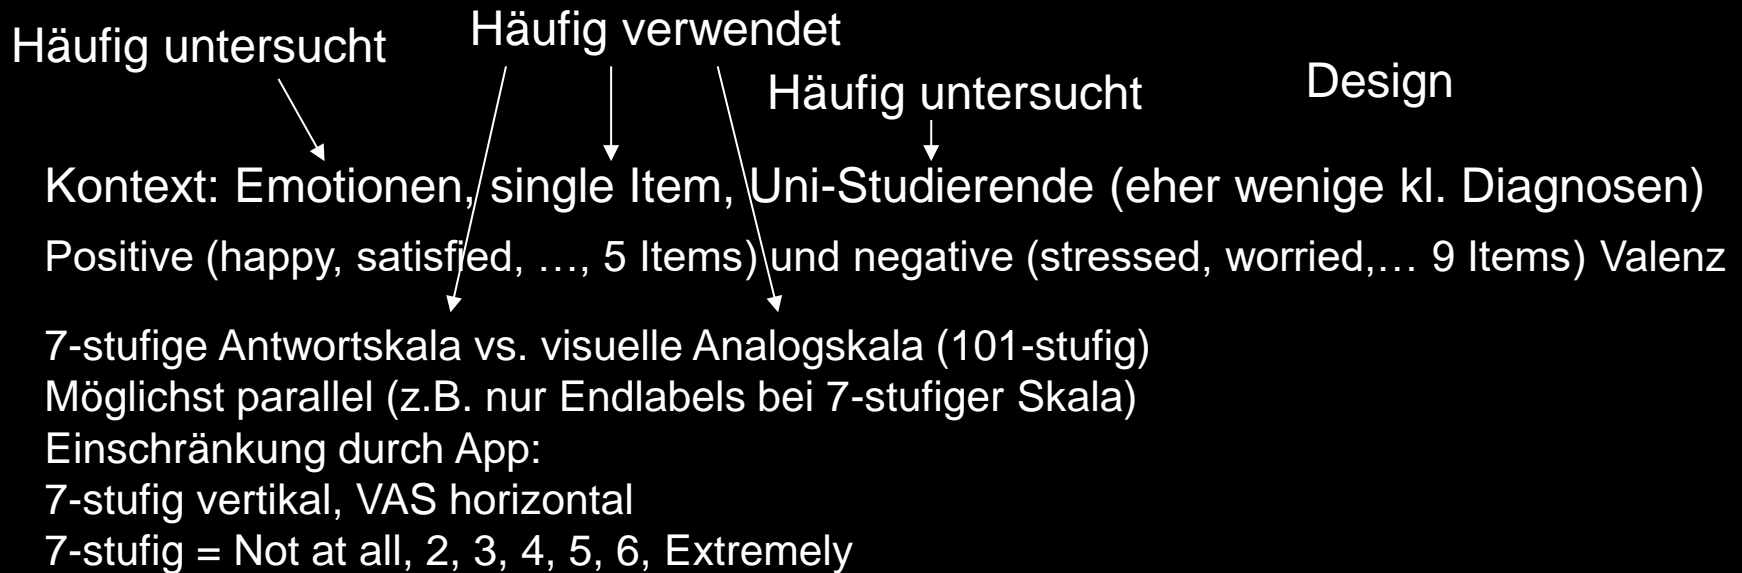 Häufig untersucht
Häufig verwendet
Häufig untersucht
Design
Kontext: Emotionen, single Item, Uni-Studierende (eher wenige kl. Diagnosen)
Positive (happy, satisfied, …, 5 Items) und negative (stressed, worried,… 9 Items) Valenz
7-stufige Antwortskala vs. visuelle Analogskala (101-stufig)
Möglichst parallel (z.B. nur Endlabels bei 7-stufiger Skala)
Einschränkung durch App:
7-stufig vertikal, VAS horizontal
7-stufig = Not at all, 2, 3, 4, 5, 6, Extremely